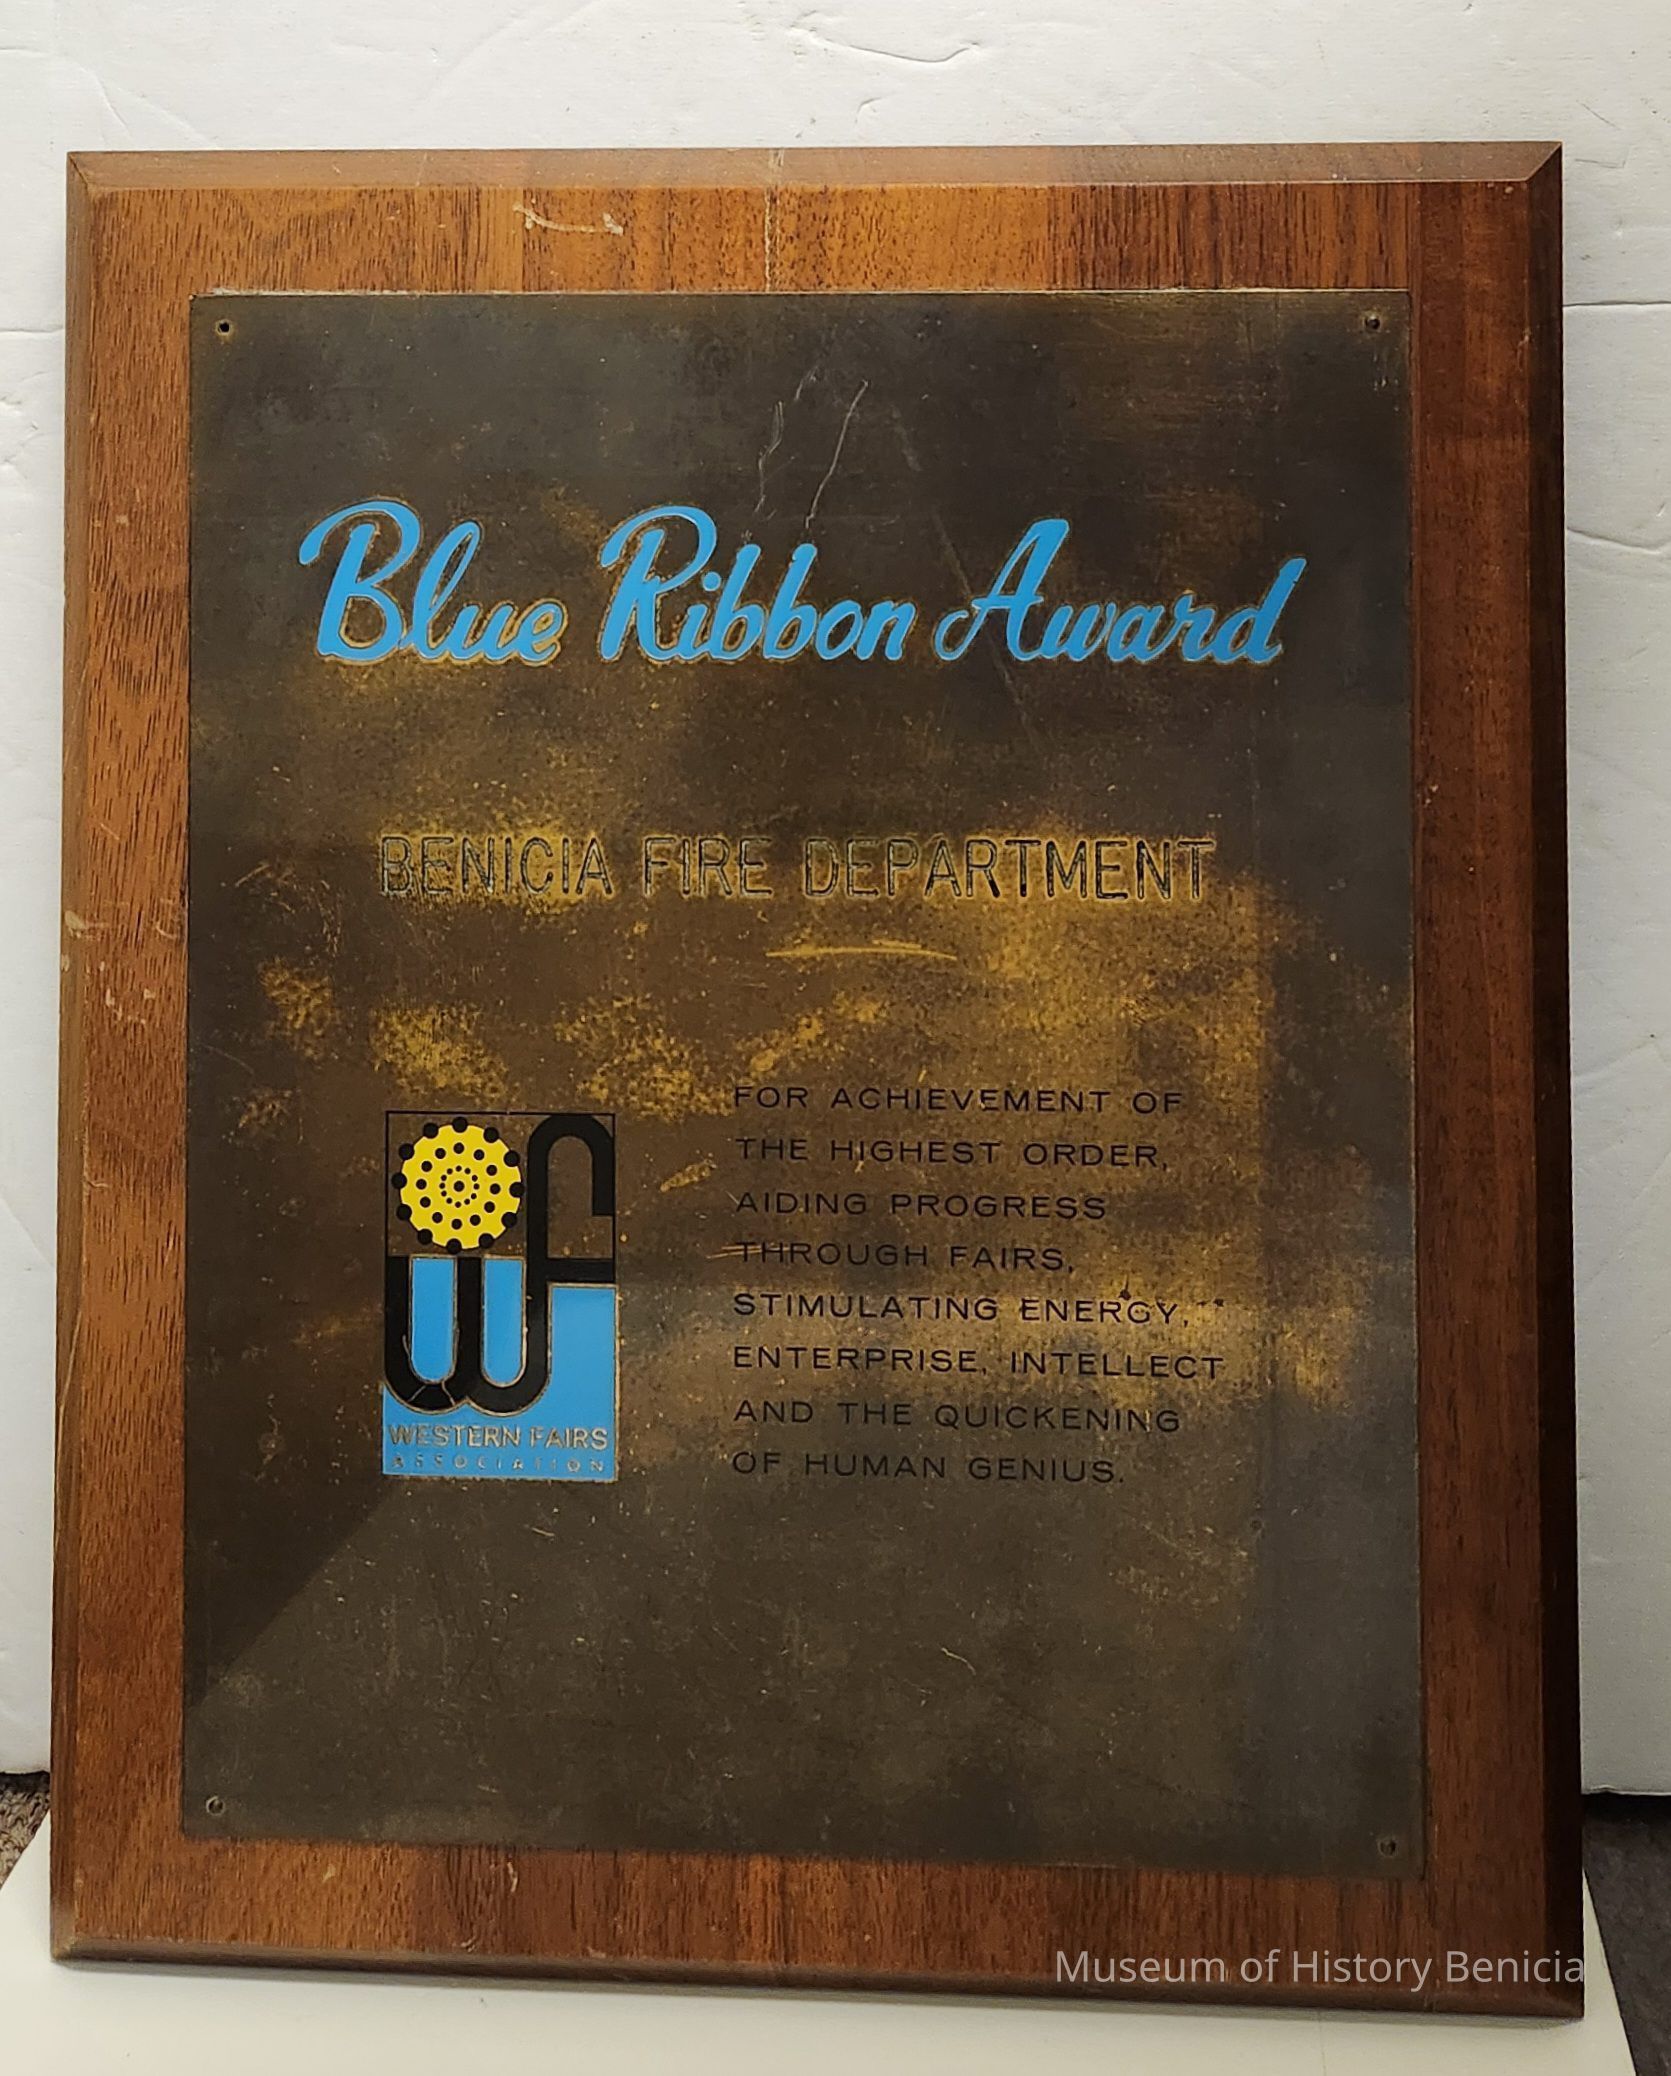 Blue Ribbon Award
BENICIA FIRE DEPARTMENT
FOR ACHIEVEMENT OF
THE HIGHEST ORDER,
AIDING PROGRESS
THROUGH FAIRS,
STIMULATING ENERGY,
ENTERPRISE, INTELLECT
AND THE QUICKENING
OF HUMAN GENIUS.
wf
WESTERN FAIRS
ASSOCIATION
Museum of History Benicia